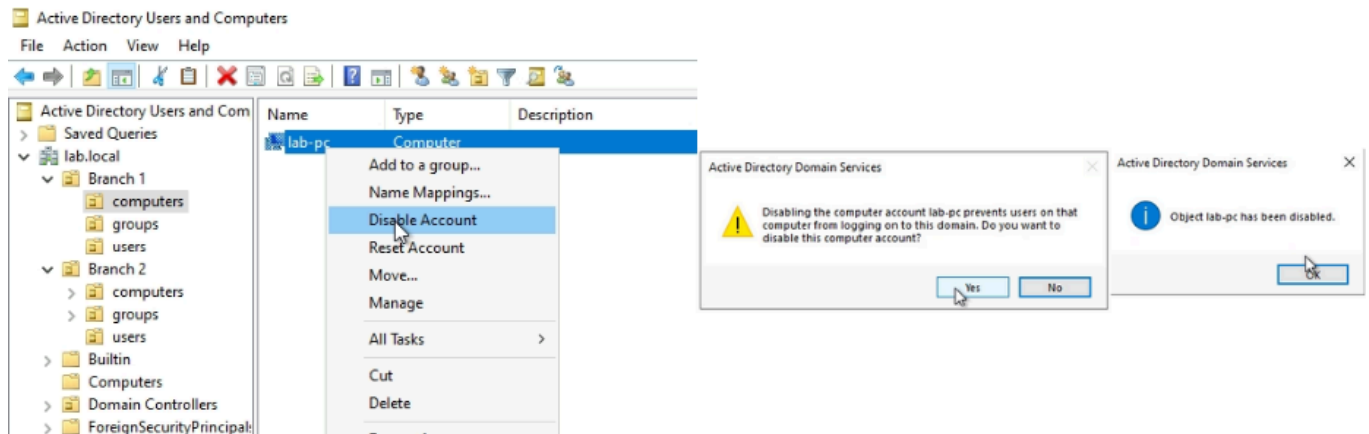 Active Directory Users and Computers
File Action View Help
Active Directory Users and Com
Saved Queries
lab.local
Branch 1
computers
groups
users
Branch 2
computers
groups
users
Builtin
Computers
Domain Controllers
ForeignSecurityPrincipals
Name Type Description
lab-pc Computer
Add to a group...
Name Mappings...
Disable Account
Reset Account
Move...
Manage
All Tasks
Cut
Delete
Active Directory Domain Services
Disabling the computer account lab-pc prevents users on that
computer from logging on to this domain. Do you want to
disable this computer account?
Yes No
Active Directory Domain Services
Object lab-pc has been disabled.
OK